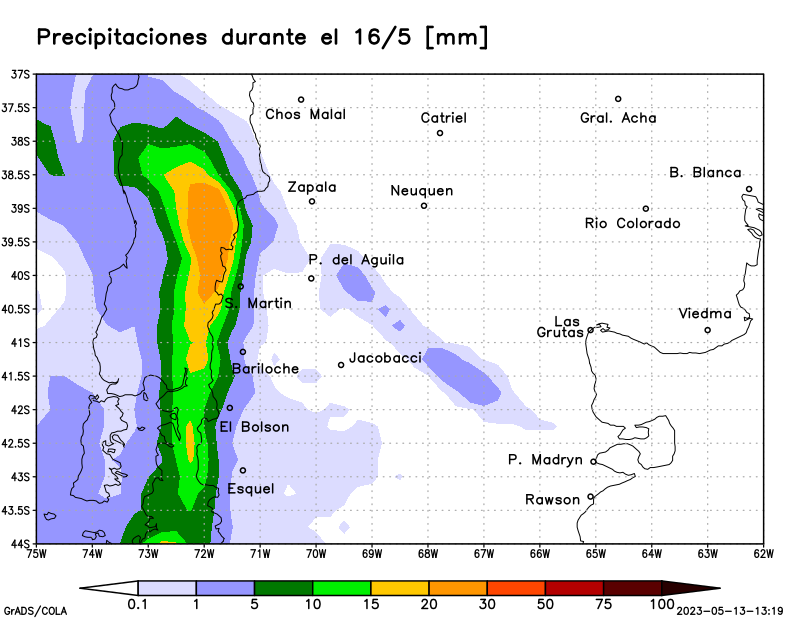 Precipitaciones durante el 16/5 [mm]
37S
37.5S
38S
38.5S
39S
39.5S
40S
40.5S
41S
41.5S
42S
42.5S
43S
43.5S
44S
Chos Malal
Catriel
Gral. Acha
B. Blanca
Zapala
Neuquen
Rio Colorado
P. del Aguila
S. Martin
Viedma
Las
Grutas
Jacobacci
Bariloche
El Bolson
P. Madryn
Esquel
Rawson
75W 74W 73W 72W 71W 70W 69W 68W 67W 66W 65W 64W 63W 62W
0.1 1 5 10 15 20 30 50 75 100
GrADS/COLA
2023-05-13-13:19